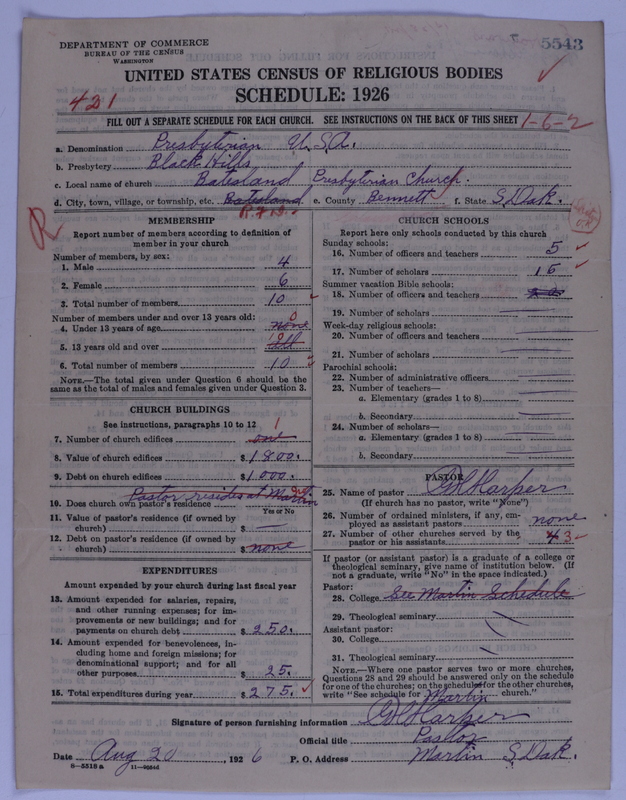 DEPARTMENT OF COMMERCE
BUREAU OF THE CENSUS
WASHINGTON
5543
UNITED STATES CENSUS OF RELIGIOUS BODIES
SCHEDULE: 1926
4 D 1
FILL OUT A SEPARATE SCHEDULE FOR EACH CHURCH. SEE INSTRUCTIONS ON THE BACK OF THIS SHEET
1-6-2
a. Denomination Presbyterian U.S.A.
b. Presbytery Black Hills
c. Local name of church Batesland Presbyterian Church.
d. City, town, village, or township, etc. Batesland e. County Bennett f. State S. Dak.
R.F.D.
R
MEMBERSHIP
Report number of members according to definition of
member in your church
Number of members, by sex:
1. Male 4
2. Female 6
3. Total number of members 10
Number of members under and over 13 years old:
4. Under 13 years of age none 0
5. 13 years old and over All
6. Total number of members 10
NOTE.—The total given under Question 6 should be the
same as the total of males and females given under Question 3.
CHURCH BUILDINGS
See instructions, paragraphs 10 to 12
7. Number of church edifices one 1
8. Value of church edifices $ 1800.
9. Debt on church edifices $ 1000.
Pastor resides at Martin
10. Does church own pastor's residence
Yes or No
11. Value of pastor's residence (if owned by
church) $ —
12. Debt on pastor's residence (if owned by
church) $ none
EXPENDITURES
Amount expended by your church during last fiscal year
13. Amount expended for salaries, repairs,
and other running expenses; for im-
provements or new buildings; and for
payments on church debt $ 250.
14. Amount expended for benevolences, in-
cluding home and foreign missions; for
denominational support; and for all
other purposes $ 25.
15. Total expenditures during year $ 275.
CHURCH SCHOOLS
Report here only schools conducted by this church
Sunday schools:
16. Number of officers and teachers 5
17. Number of scholars 15
Summer vacation Bible schools:
18. Number of officers and teachers
19. Number of scholars
Week-day religious schools:
20. Number of officers and teachers
21. Number of scholars
Parochial schools:
22. Number of administrative officers
23. Number of teachers—
a. Elementary (grades 1 to 8)
b. Secondary
24. Number of scholars—
a. Elementary (grades 1 to 8)
b. Secondary
PASTOR
25. Name of pastor Harper
(If church has no pastor, write "None")
26. Number of ordained ministers, if any, em-
ployed as assistant pastors none
27. Number of other churches served by the
pastor or his assistants 4 3
If pastor (or assistant pastor) is a graduate of a college or
theological seminary, give name of institution below. (If
not a graduate, write "No" in the space indicated.)
Pastor:
28. College See Martin Schedule
29. Theological seminary
Assistant pastor:
30. College
31. Theological seminary
NOTE.—Where one pastor serves two or more churches,
Questions 28 and 29 should be answered only on the schedule
for one of the churches; on the schedules for the other churches,
write "See schedule for Martin church."
Signature of person furnishing information Harper
Official title Pastor
Date Aug 20, 1926 P. O. Address Martin S. Dak.
8—5518 a